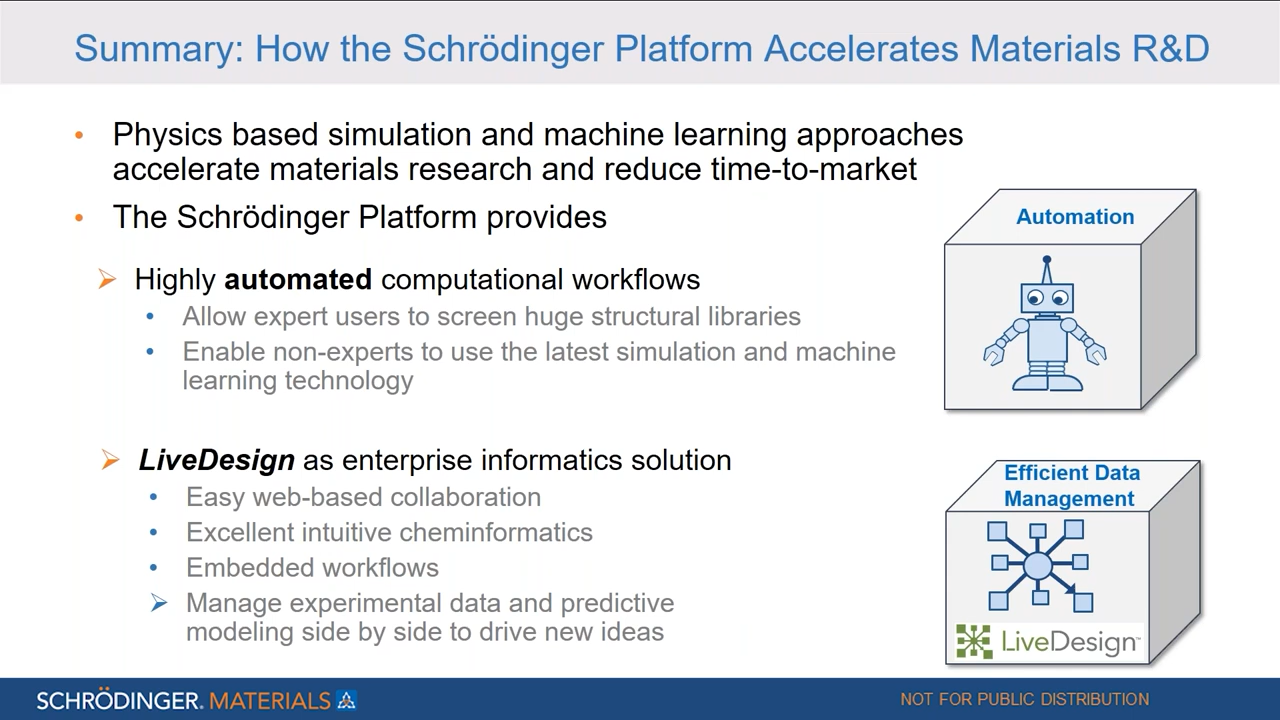 Summary: How the Schrödinger Platform Accelerates Materials R&D
• Physics based simulation and machine learning approaches
accelerate materials research and reduce time-to-market
• The Schrödinger Platform provides
➢ Highly automated computational workflows
• Allow expert users to screen huge structural libraries
• Enable non-experts to use the latest simulation and machine
learning technology
Automation
➢ LiveDesign as enterprise informatics solution
• Easy web-based collaboration
• Excellent intuitive cheminformatics
• Embedded workflows
➢ Manage experimental data and predictive
modeling side by side to drive new ideas
Efficient Data
Management
LiveDesign™
SCHRÖDINGER. MATERIALS
NOT FOR PUBLIC DISTRIBUTION